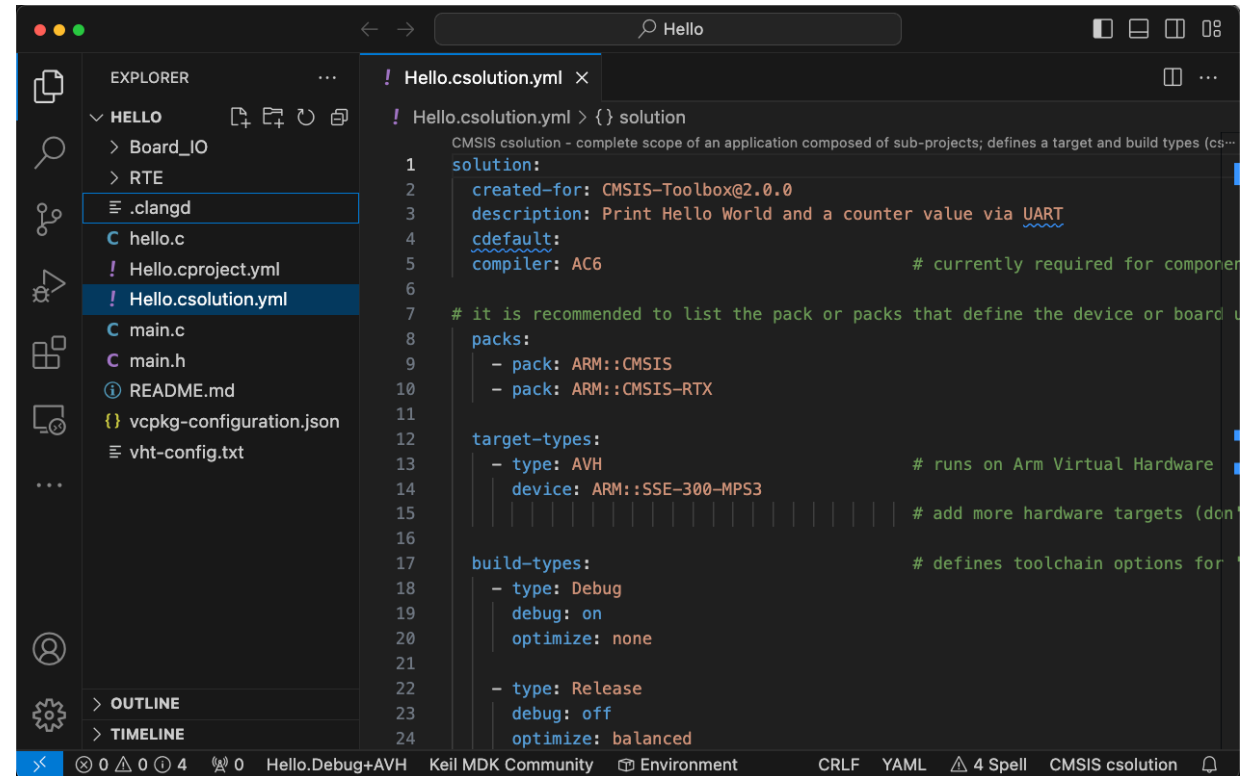 Hello
EXPLORER
HELLO
Board_IO
RTE
.clangd
C hello.c
! Hello.cproject.yml
! Hello.csolution.yml
C main.c
C main.h
README.md
{} vcpkg-configuration.json
vht-config.txt
OUTLINE
TIMELINE
! Hello.csolution.yml ×
! Hello.csolution.yml > {} solution
CMSIS csolution - complete scope of an application composed of sub-projects; defines a target and build types (cs···
1 solution:
2 created-for: CMSIS-Toolbox@2.0.0
3 description: Print Hello World and a counter value via UART
4 cdefault:
5 compiler: AC6 # currently required for componen
6
7 # it is recommended to list the pack or packs that define the device or board u
8 packs:
9 - pack: ARM::CMSIS
10 - pack: ARM::CMSIS-RTX
11
12 target-types:
13 - type: AVH # runs on Arm Virtual Hardware
14 device: ARM::SSE-300-MPS3
15 # add more hardware targets (don'
16
17 build-types: # defines toolchain options for '
18 - type: Debug
19 debug: on
20 optimize: none
21
22 - type: Release
23 debug: off
24 optimize: balanced
0 0 4 0 Hello.Debug+AVH Keil MDK Community Environment CRLF YAML 4 Spell CMSIS csolution